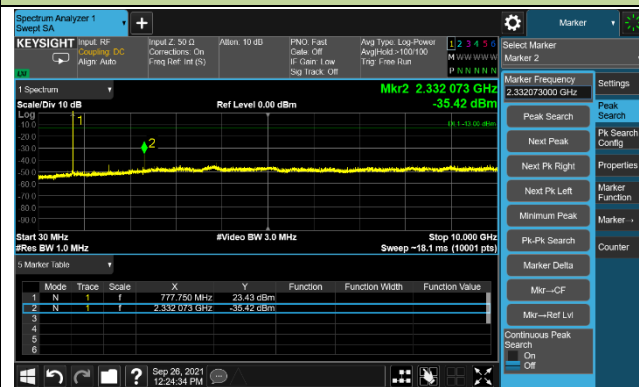 Spectrum Analyzer 1
Swept SA
+
Marker
KEYSIGHT Input: RF
Coupling: DC
Align: Auto
Input Z: 50 Ω
Corrections: On
Freq Ref: Int (S)
Atten: 10 dB
PNO: Fast
Gate: Off
IF Gain: Low
Sig Track: Off
Avg Type: Log-Power
Avg|Hold >100/100
Trig: Free Run
1 2 3 4 5 6
M W W W W W
P N N N N N
LXI
Select Marker
Marker 2
1 Spectrum
Mkr2 2.332 073 GHz
Scale/Div 10 dB
Ref Level 0.00 dBm
-35.42 dBm
Log
DL1 -13.00 dBm
1
2
-10.0
-20.0
-30.0
-40.0
-50.0
-60.0
-70.0
-80.0
-90.0
Start 30 MHz
#Video BW 3.0 MHz
Stop 10.000 GHz
#Res BW 1.0 MHz
Sweep ~18.1 ms (10001 pts)
Marker Frequency
2.332073000 GHz
Peak Search
Next Peak
Next Pk Right
Next Pk Left
Minimum Peak
Pk-Pk Search
Marker Delta
Mkr→CF
Mkr→Ref Lvl
Continuous Peak
Search
On
Off
Settings
Peak
Search
Pk Search
Config
Properties
Marker
Function
Marker→
Counter
5 Marker Table
Mode Trace Scale X Y Function Function Width Function Value
1 N 1 f 777.750 MHz 23.43 dBm
2 N 1 f 2.332 073 GHz -35.42 dBm
3
4
5
6
?
Sep 26, 2021
12:24:34 PM